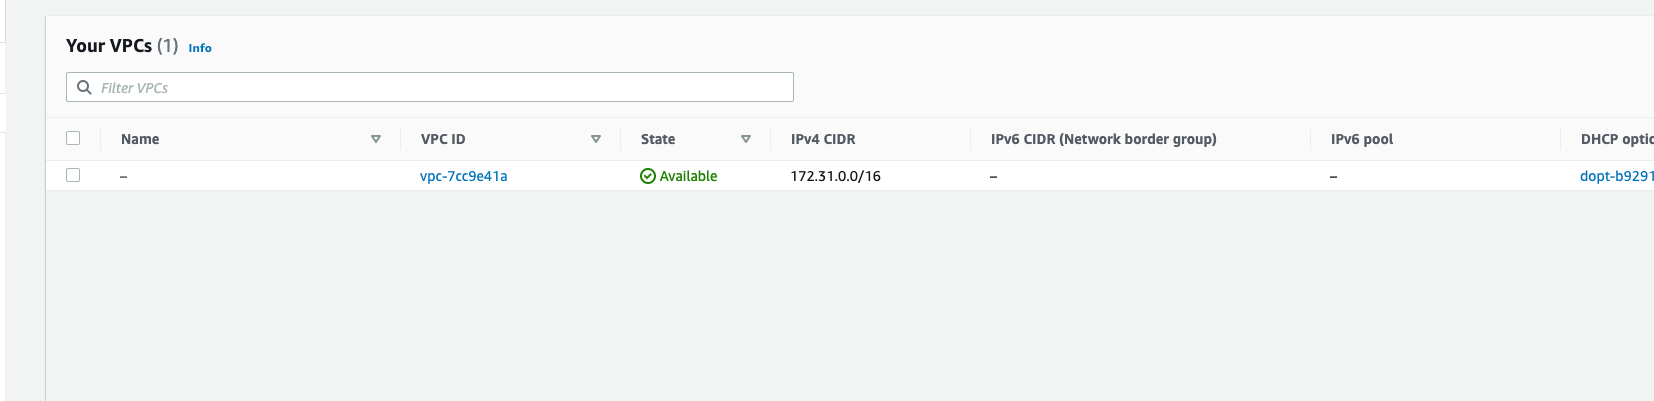 Your VPCs (1) Info
Filter VPCs
Name VPC ID State IPv4 CIDR IPv6 CIDR (Network border group) IPv6 pool DHCP optic
– vpc-7cc9e41a Available 172.31.0.0/16 – – dopt-b9291